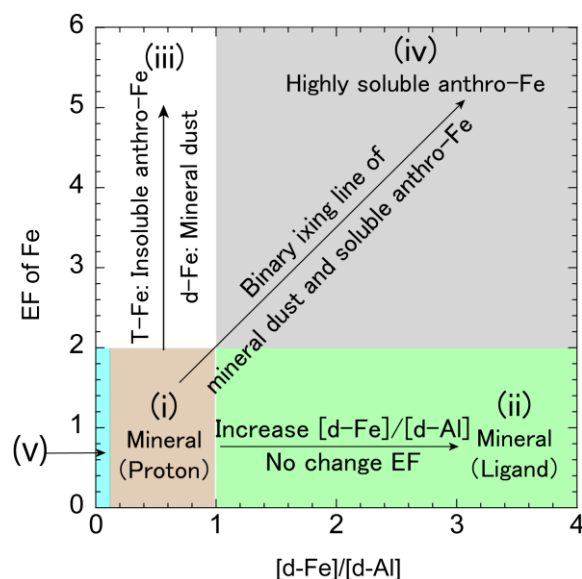 6
5
4
3
2
1
0
EF of Fe
0
1
2
3
4
[d-Fe]/[d-Al]
(iii)
T-Fe: Insoluble anthro-Fe
d-Fe: Mineral dust
(iv)
Highly soluble anthro-Fe
Binary ixing line of
mineral dust and soluble anthro-Fe
(i)
Mineral
(Proton)
Increase [d-Fe]/[d-Al]
No change EF
(ii)
Mineral
(Ligand)
(v)